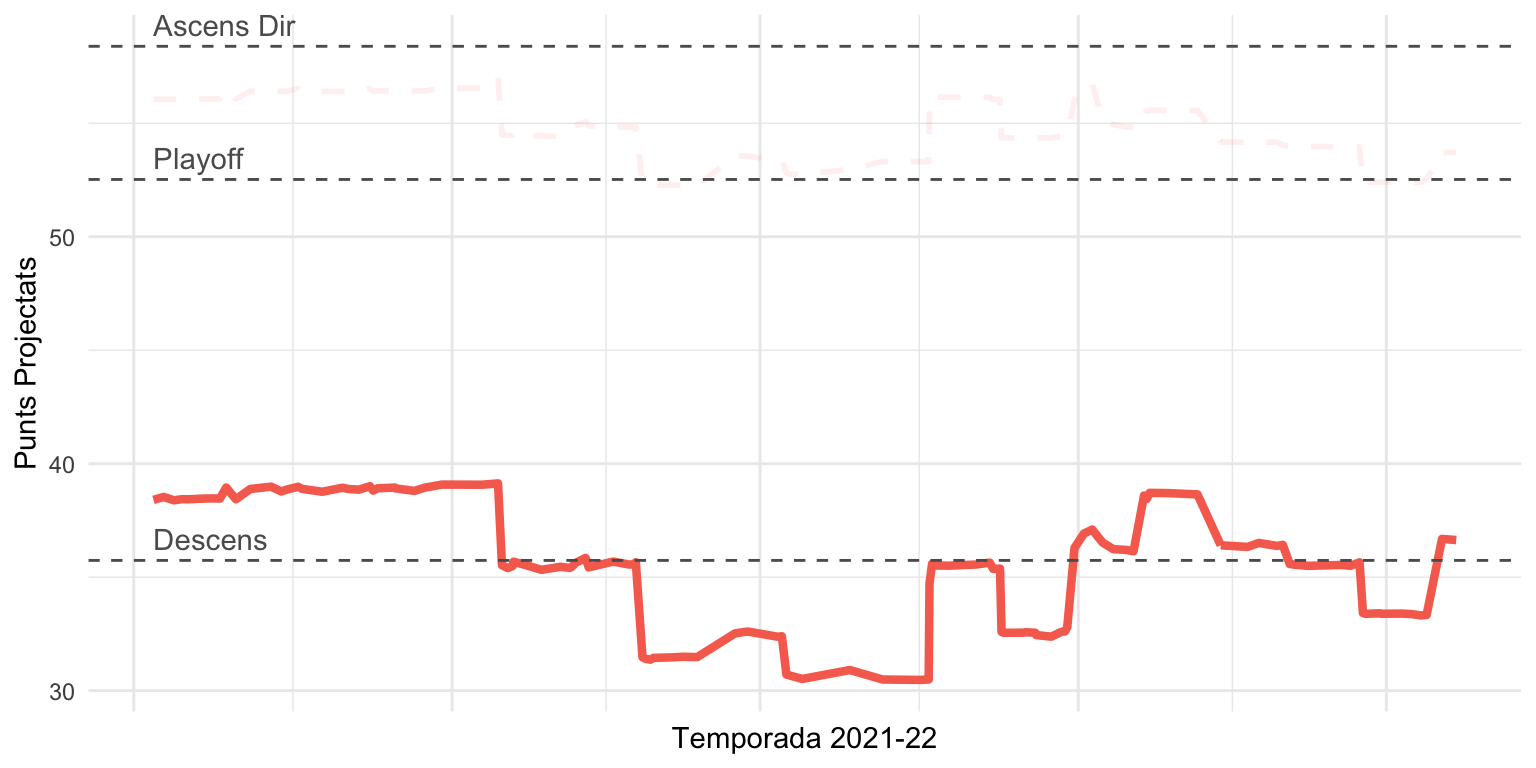 Ascens Dir
Playoff
50
Punts Projectats
40
Descens
30
Temporada 2021-22